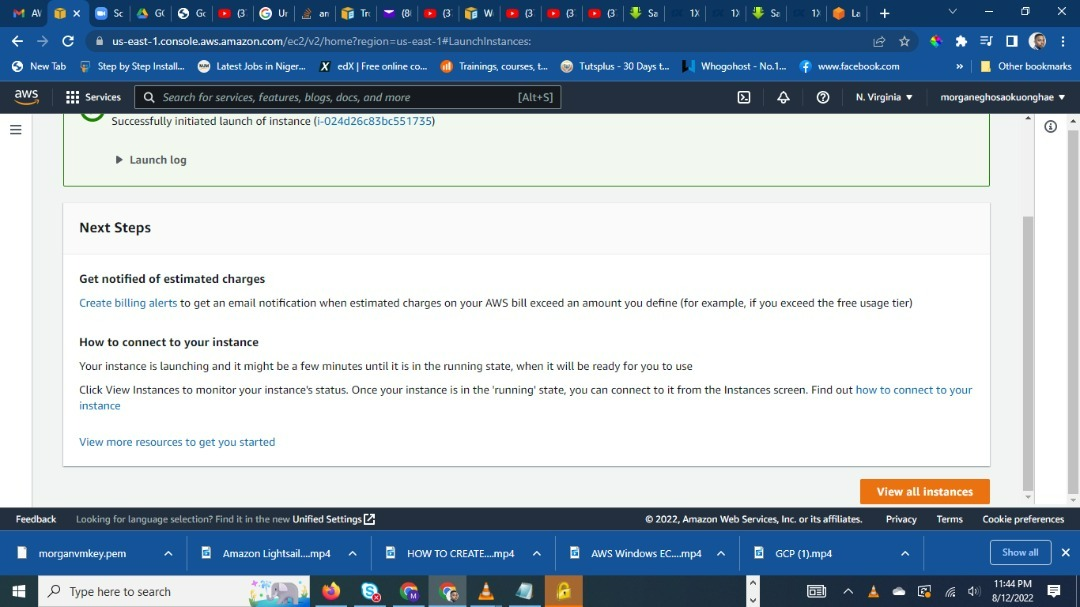 AV
Sc
GC
Gc
(3
Ur
an
Tr
(8(
(3
W
(3
(3
(3
Sa
1X
1X
Sa
1X
La
us-east-1.console.aws.amazon.com/ec2/v2/home?region=us-east-1#LaunchInstances:
New Tab
Step by Step Install...
Latest Jobs in Niger...
edX | Free online co...
Trainings, courses, t...
Tutsplus - 30 Days t...
Whogohost - No.1...
www.facebook.com
»
Other bookmarks
aws
Services
Search for services, features, blogs, docs, and more
[Alt+S]
N. Virginia
morganeghosaokuonghae
Successfully initiated launch of instance (i-024d26c83bc551735)
Launch log
Next Steps
Get notified of estimated charges
Create billing alerts to get an email notification when estimated charges on your AWS bill exceed an amount you define (for example, if you exceed the free usage tier)
How to connect to your instance
Your instance is launching and it might be a few minutes until it is in the running state, when it will be ready for you to use
Click View Instances to monitor your instance's status. Once your instance is in the 'running' state, you can connect to it from the Instances screen. Find out how to connect to your
instance
View more resources to get you started
View all instances
Feedback
Looking for language selection? Find it in the new Unified Settings
© 2022, Amazon Web Services, Inc. or its affiliates.
Privacy
Terms
Cookie preferences
morganvmkey.pem
Amazon Lightsail....mp4
HOW TO CREATE....mp4
AWS Windows EC....mp4
GCP (1).mp4
Show all
Type here to search
11:44 PM
8/12/2022